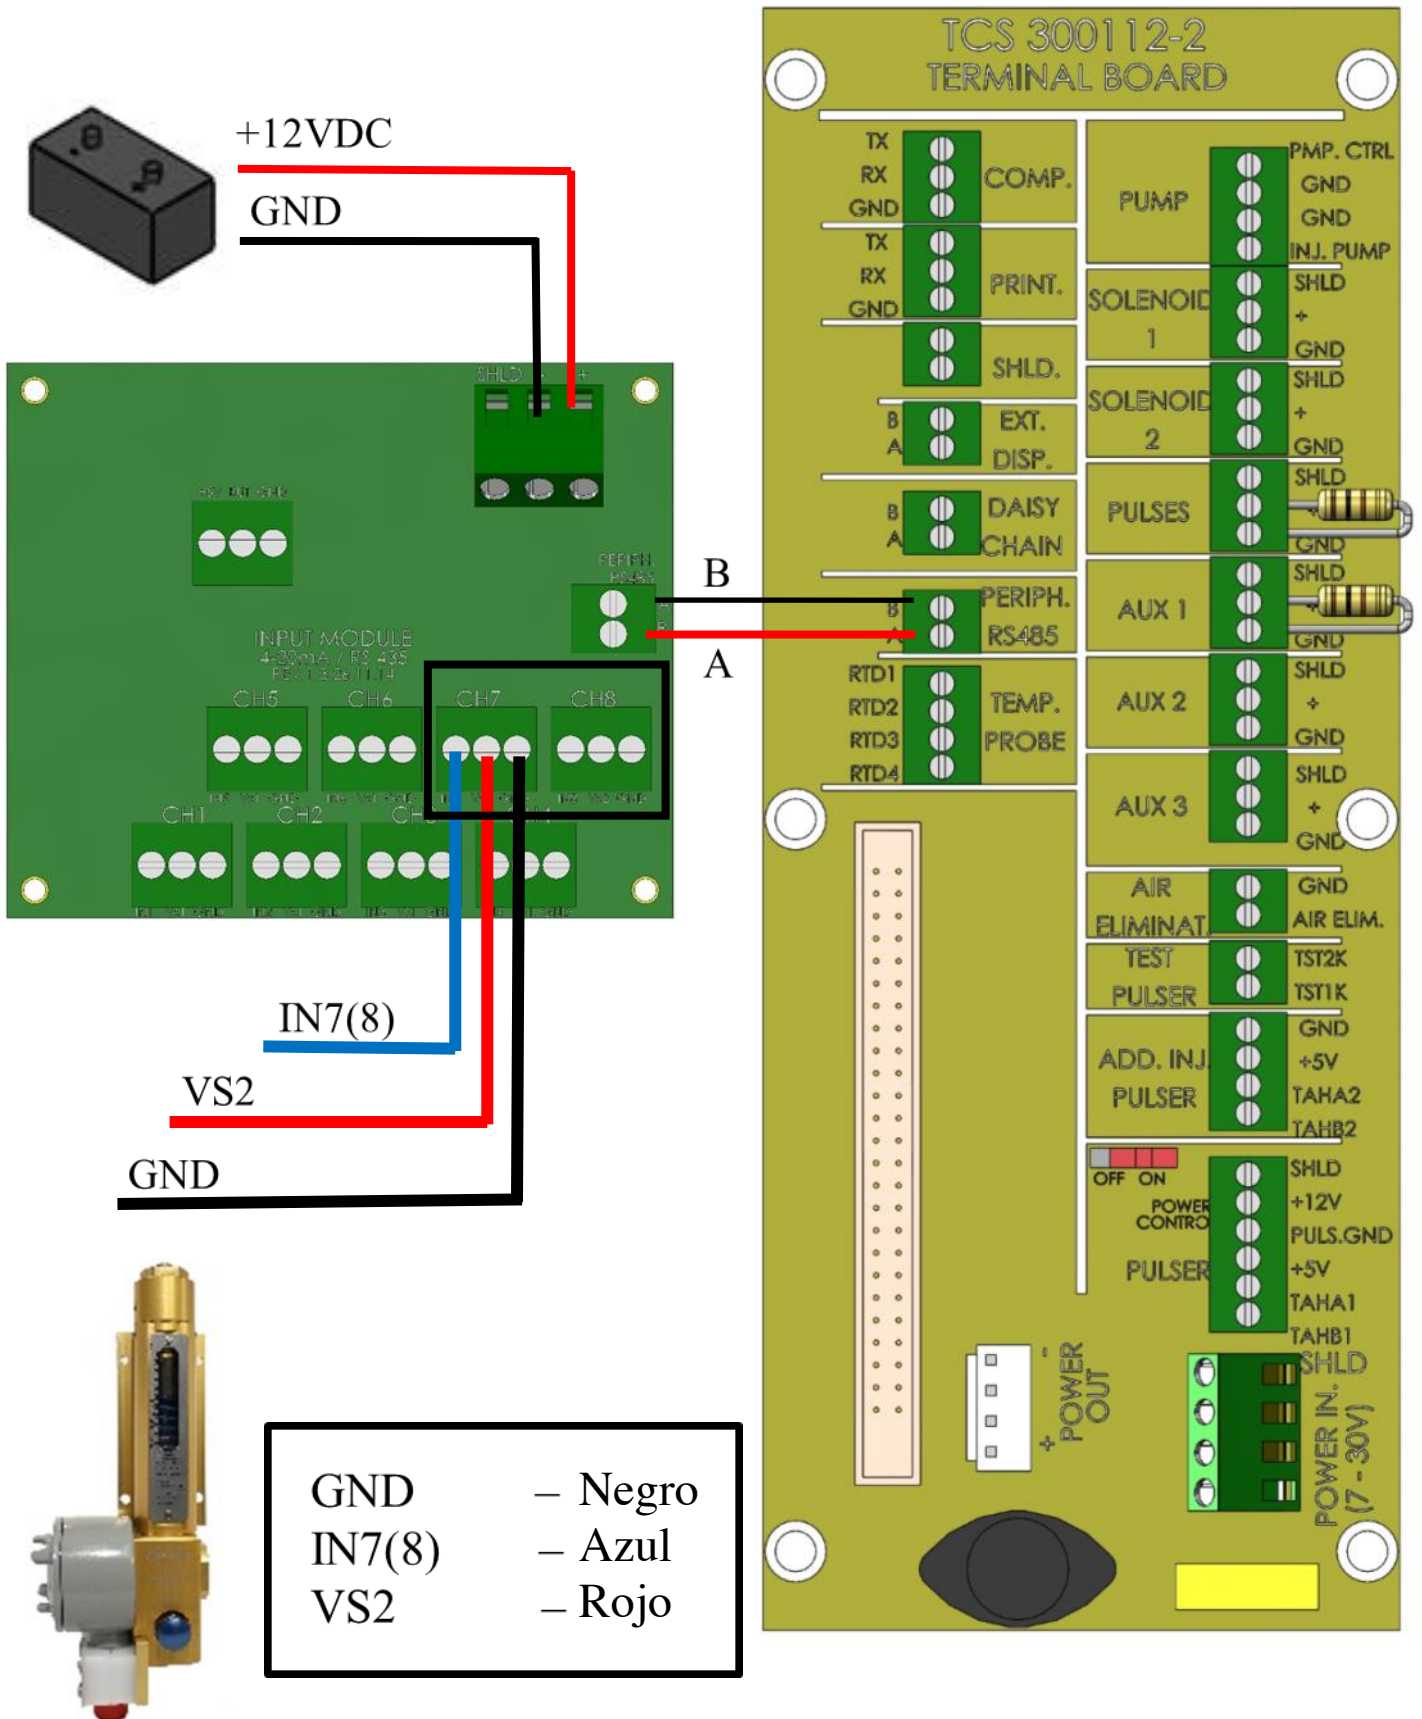 TCS 300112-2
TERMINAL BOARD
+12VDC
GND
SHLD - +
GND
PERIPH.
RS485
A
B
INPUT MODULE
4-20mA / RS 485
CH5 CH6 CH7 CH8
CH1 CH2
B
A
IN7(8)
VS2
GND
GND – Negro
IN7(8) – Azul
VS2 – Rojo
TX
RX
GND
COMP.
TX
RX
GND
PRINT.
SHLD.
B
A
EXT.
DISP.
B
A
DAISY
CHAIN
B
A
PERIPH.
RS485
RTD1
RTD2
RTD3
RTD4
TEMP.
PROBE
PUMP
PMP. CTRL
GND
GND
INJ. PUMP
SOLENOID
1
SHLD
+
GND
SOLENOID
2
SHLD
+
GND
PULSES
SHLD
+
GND
AUX 1
SHLD
+
GND
AUX 2
SHLD
+
GND
AUX 3
SHLD
+
GND
AIR
ELIMINAT.
GND
AIR ELIM.
TEST
PULSER
TST2K
TST1K
ADD. INJ.
PULSER
GND
+5V
TAHA2
TAHB2
OFF ON
POWER
CONTRO
PULSER
SHLD
+12V
PULS.GND
+5V
TAHA1
TAHB1
- POWER +
OUT
SHLD
POWER IN.
(7 - 30V)